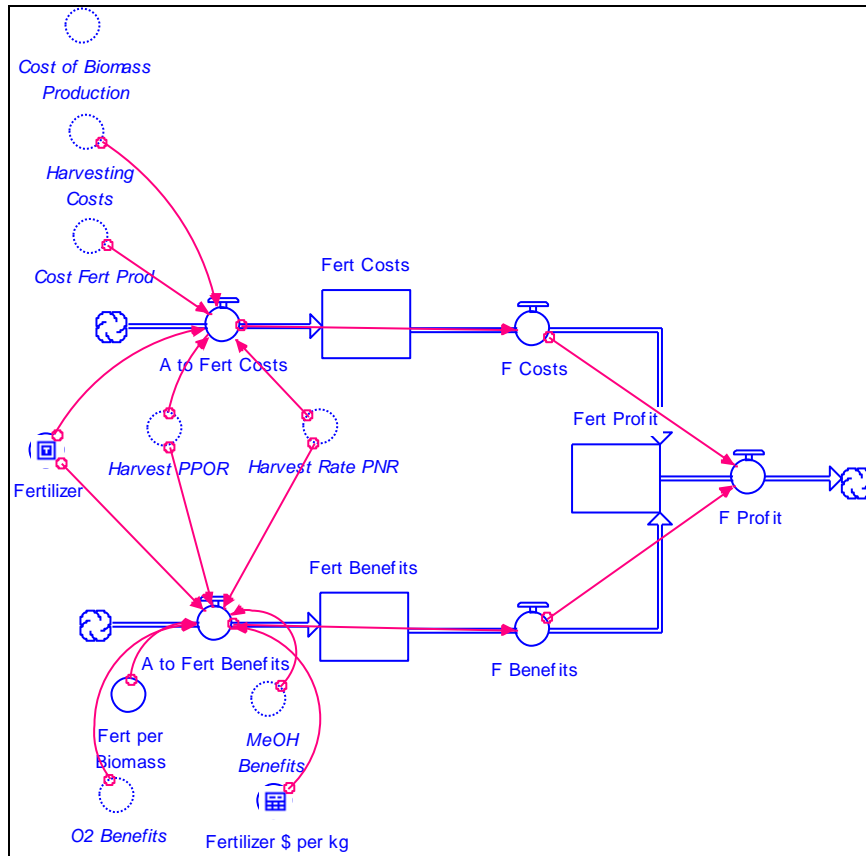 Cost of Biomass
Production
Harvesting
Costs
Cost Fert Prod
Fert Costs
A to Fert Costs
F Costs
Fert Profit
Harvest PPOR
Harvest Rate PNR
Fertilizer
F Profit
Fert Benefits
A to Fert Benefits
F Benefits
Fert per
Biomass
MeOH
Benefits
O2 Benefits
Fertilizer $ per kg